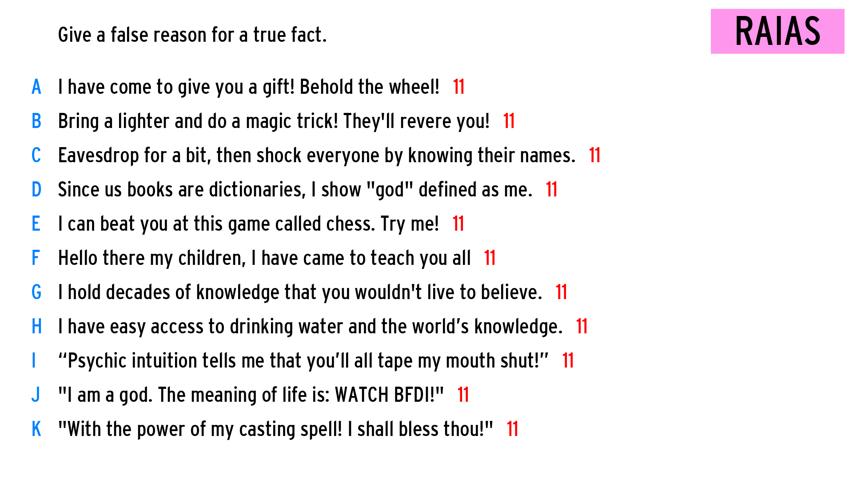 Give a false reason for a true fact.
RAIAS
A I have come to give you a gift! Behold the wheel! 11
B Bring a lighter and do a magic trick! They'll revere you! 11
C Eavesdrop for a bit, then shock everyone by knowing their names. 11
D Since us books are dictionaries, I show "god" defined as me. 11
E I can beat you at this game called chess. Try me! 11
F Hello there my children, I have came to teach you all 11
G I hold decades of knowledge that you wouldn't live to believe. 11
H I have easy access to drinking water and the world’s knowledge. 11
I “Psychic intuition tells me that you’ll all tape my mouth shut!” 11
J "I am a god. The meaning of life is: WATCH BFDI!" 11
K "With the power of my casting spell! I shall bless thou!" 11